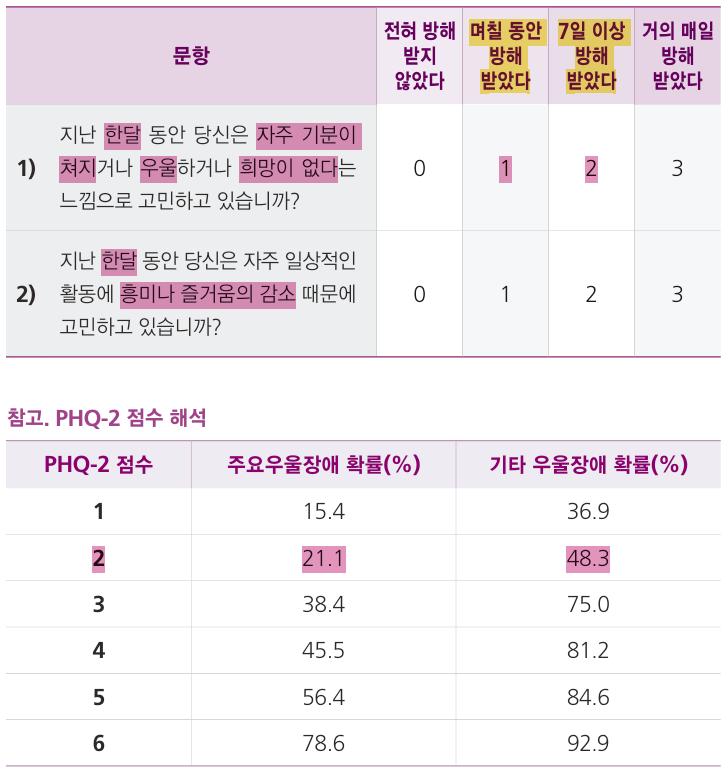 문항
전혀 방해
받지
않았다
며칠 동안
방해
받았다
7일 이상
방해
받았다
거의 매일
방해
받았다
1) 지난 한달 동안 당신은 자주 기분이
쳐지거나 우울하거나 희망이 없다는
느낌으로 고민하고 있습니까?
0 1 2 3
2) 지난 한달 동안 당신은 자주 일상적인
활동에 흥미나 즐거움의 감소 때문에
고민하고 있습니까?
0 1 2 3
참고. PHQ-2 점수 해석
PHQ-2 점수 주요우울장애 확률(%) 기타 우울장애 확률(%)
1 15.4 36.9
2 21.1 48.3
3 38.4 75.0
4 45.5 81.2
5 56.4 84.6
6 78.6 92.9